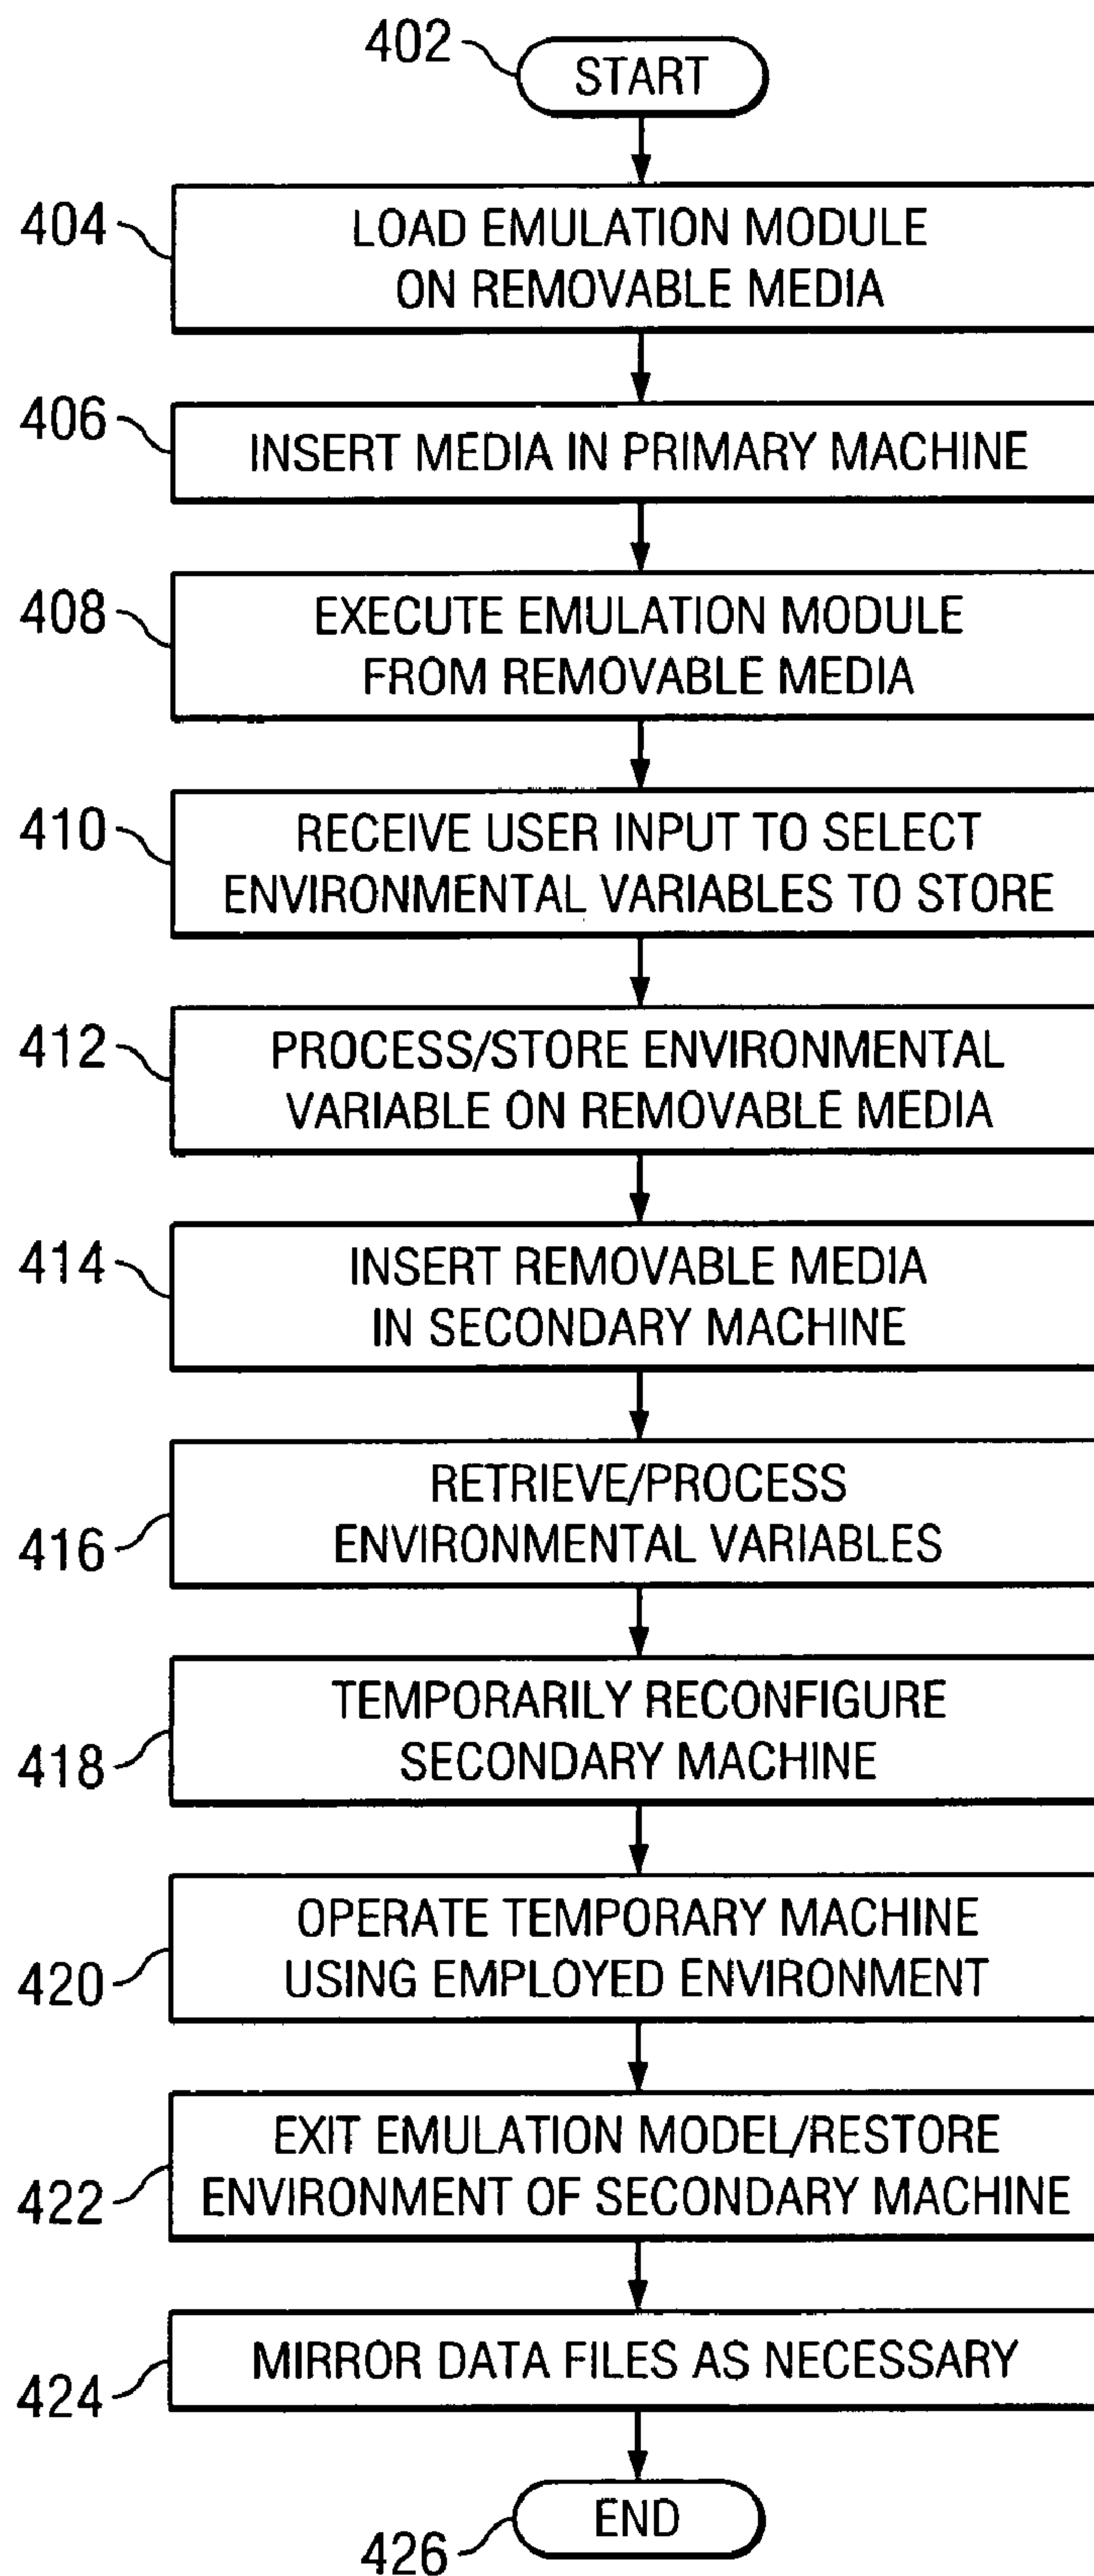 402
START
404
LOAD EMULATION MODULE
ON REMOVABLE MEDIA
406
INSERT MEDIA IN PRIMARY MACHINE
408
EXECUTE EMULATION MODULE
FROM REMOVABLE MEDIA
410
RECEIVE USER INPUT TO SELECT
ENVIRONMENTAL VARIABLES TO STORE
412
PROCESS/STORE ENVIRONMENTAL
VARIABLE ON REMOVABLE MEDIA
414
INSERT REMOVABLE MEDIA
IN SECONDARY MACHINE
416
RETRIEVE/PROCESS
ENVIRONMENTAL VARIABLES
418
TEMPORARILY RECONFIGURE
SECONDARY MACHINE
420
OPERATE TEMPORARY MACHINE
USING EMPLOYED ENVIRONMENT
422
EXIT EMULATION MODEL/RESTORE
ENVIRONMENT OF SECONDARY MACHINE
424
MIRROR DATA FILES AS NECESSARY
END
426